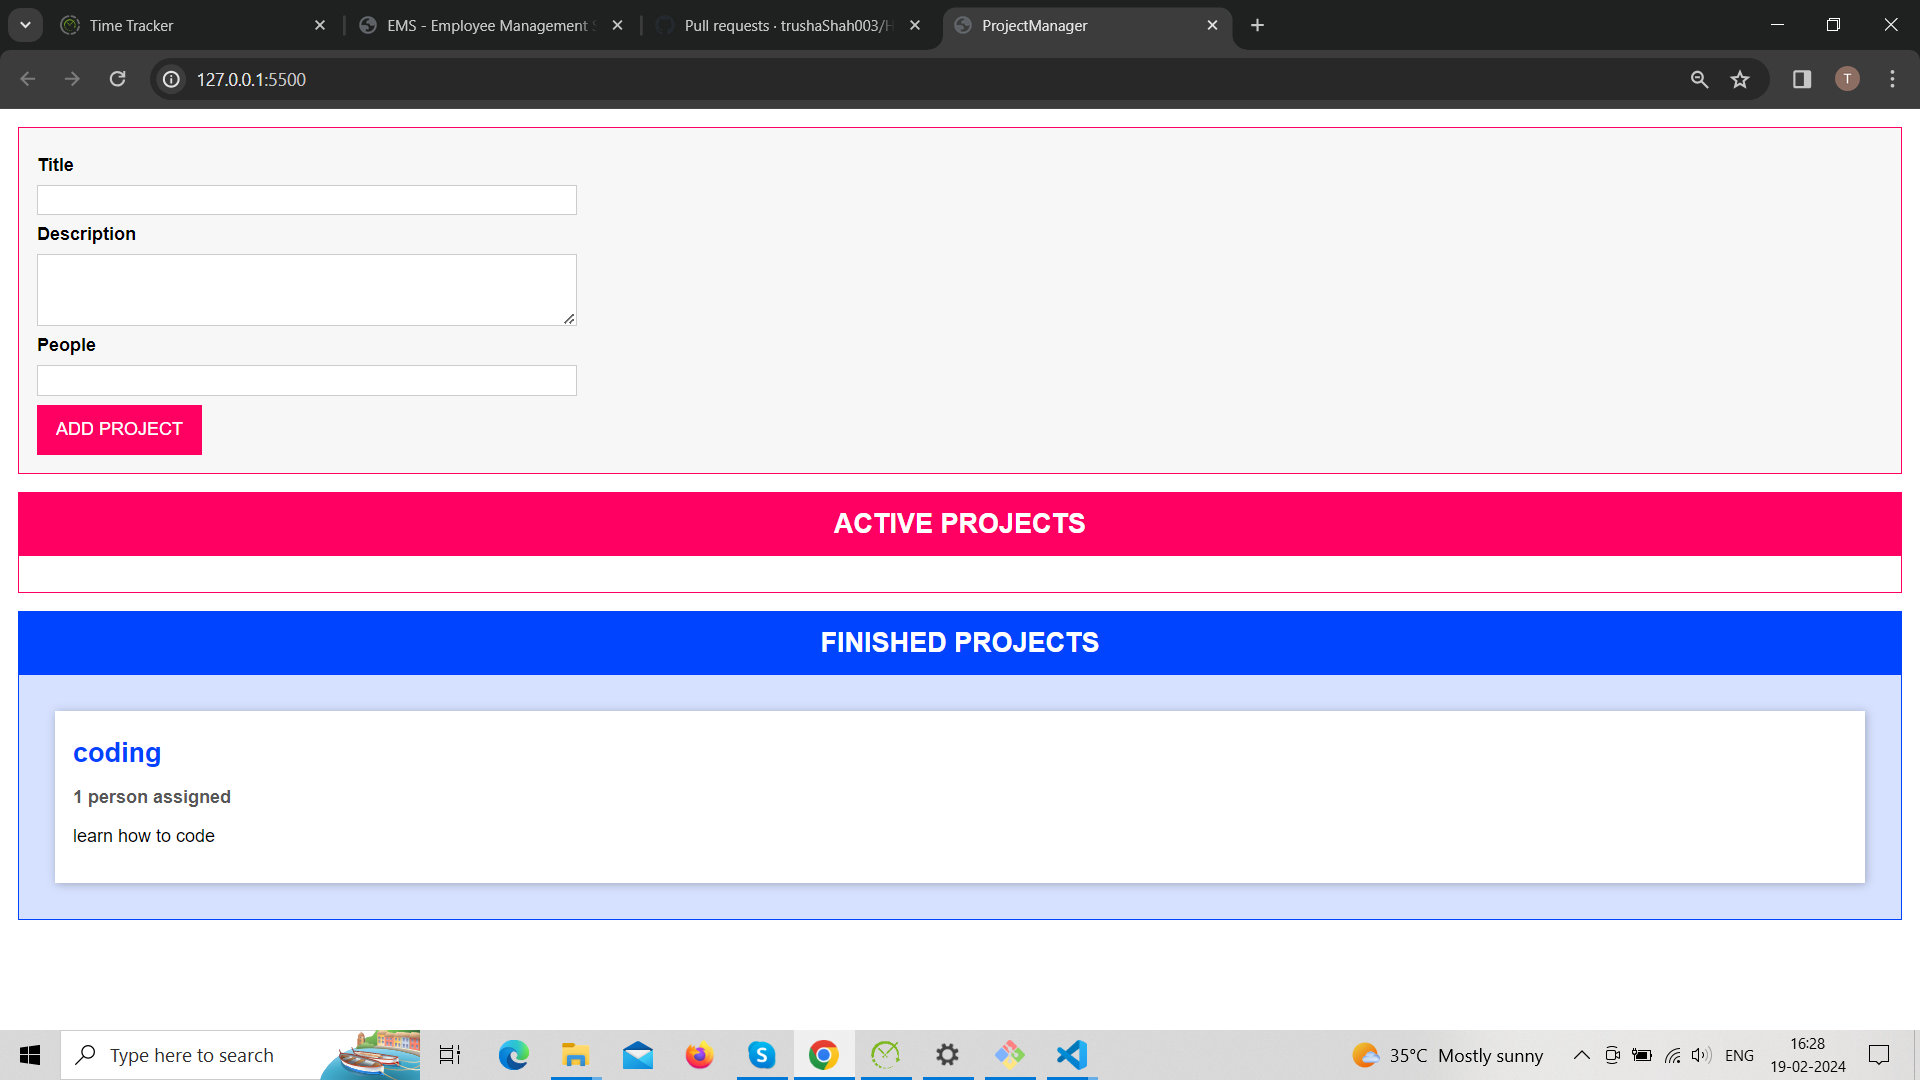 Time Tracker
EMS - Employee Management S
Pull requests · trushaShah003/H
ProjectManager
127.0.0.1:5500
T
Title
Description
People
ADD PROJECT
ACTIVE PROJECTS
FINISHED PROJECTS
coding
1 person assigned
learn how to code
Type here to search
S
35°C Mostly sunny
ENG
16:28
19-02-2024